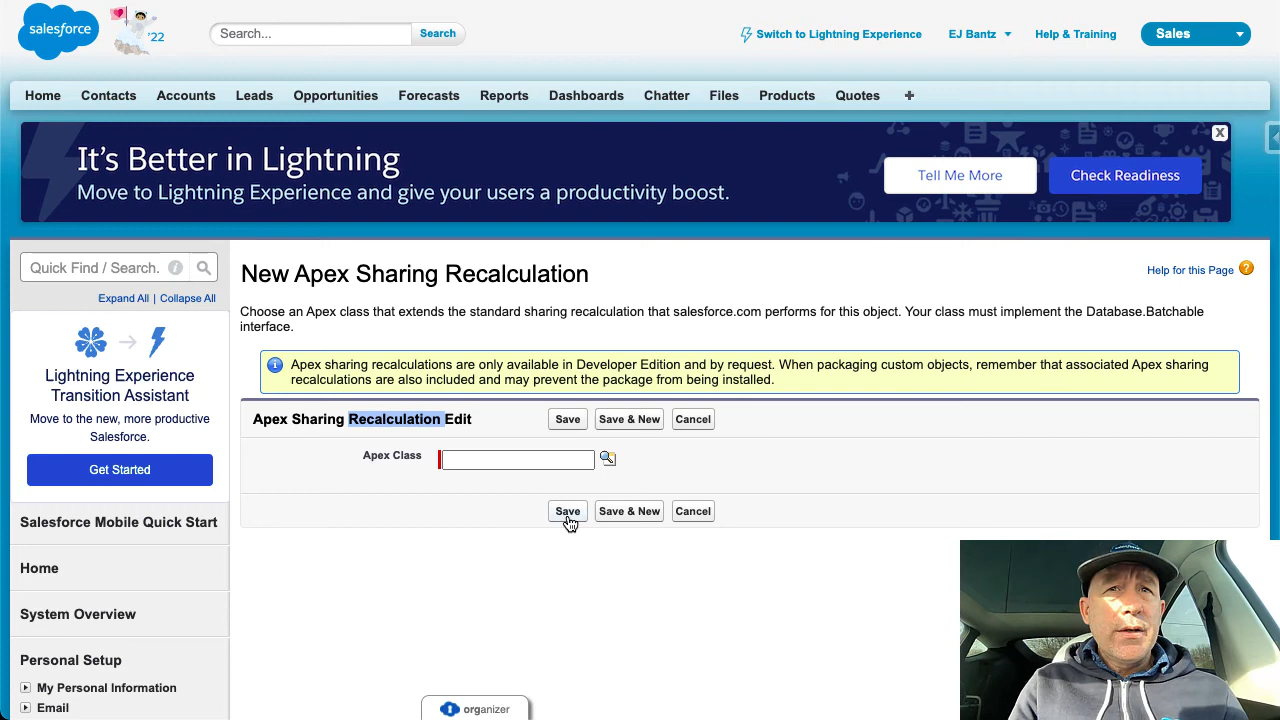 salesforce
'22
Search...
Search
Switch to Lightning Experience
EJ Bantz
Help & Training
Sales
Home
Contacts
Accounts
Leads
Opportunities
Forecasts
Reports
Dashboards
Chatter
Files
Products
Quotes
+
It's Better in Lightning
Move to Lightning Experience and give your users a productivity boost.
Tell Me More
Check Readiness
X
Quick Find / Search...
Expand All | Collapse All
Lightning Experience
Transition Assistant
Move to the new, more productive
Salesforce.
Get Started
Salesforce Mobile Quick Start
Home
System Overview
Personal Setup
My Personal Information
Email
New Apex Sharing Recalculation
Help for this Page
Choose an Apex class that extends the standard sharing recalculation that salesforce.com performs for this object. Your class must implement the Database.Batchable
interface.
Apex sharing recalculations are only available in Developer Edition and by request. When packaging custom objects, remember that associated Apex sharing
recalculations are also included and may prevent the package from being installed.
Apex Sharing Recalculation Edit
Save
Save & New
Cancel
Apex Class
Save
Save & New
Cancel
organizer